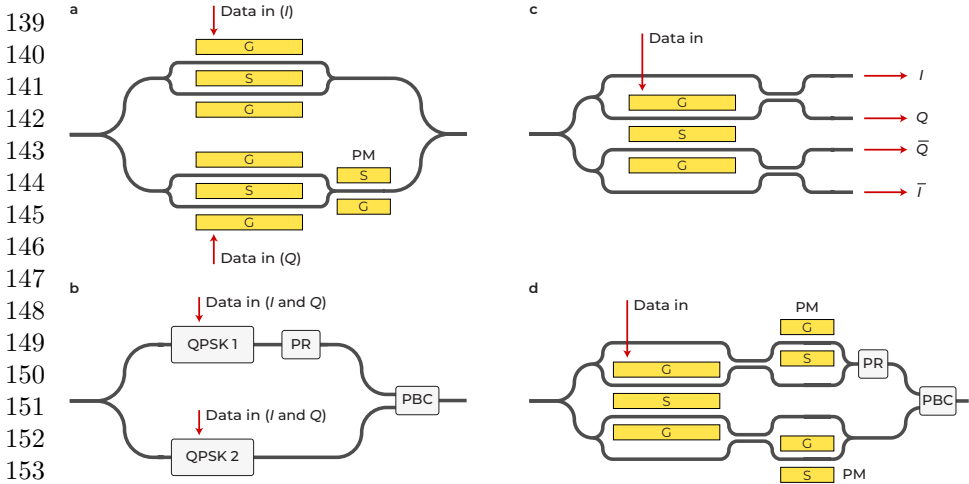 139
140
141
142
143
144
145
146
147
148
149
150
151
152
153
a
Data in (I)
G
S
G
G
PM
S
S
G
G
Data in (Q)
b
Data in (I and Q)
QPSK 1
PR
PBC
Data in (I and Q)
QPSK 2
c
Data in
I
G
Q
S
Q̅
G
I̅
d
Data in
PM
G
S
G
PR
S
PBC
G
G
S
PM